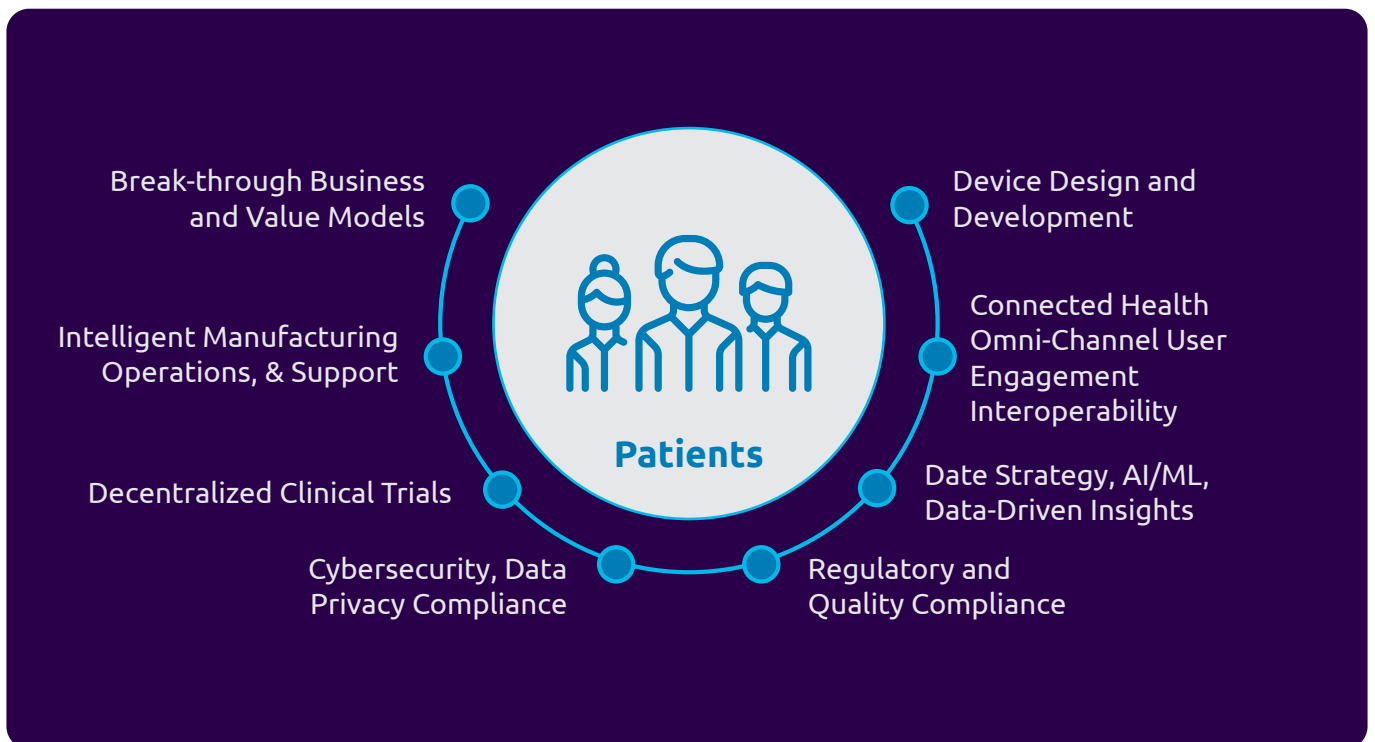 Break-through Business
and Value Models
Intelligent Manufacturing
Operations, & Support
Decentralized Clinical Trials
Cybersecurity, Data
Privacy Compliance
Patients
Device Design and
Development
Connected Health
Omni-Channel User
Engagement
Interoperability
Date Strategy, AI/ML,
Data-Driven Insights
Regulatory and
Quality Compliance